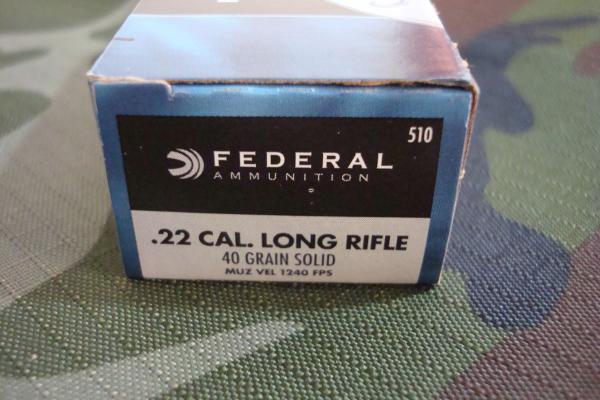 510
FEDERAL
AMMUNITION
.22 CAL. LONG RIFLE
40 GRAIN SOLID
MUZ VEL 1240 FPS